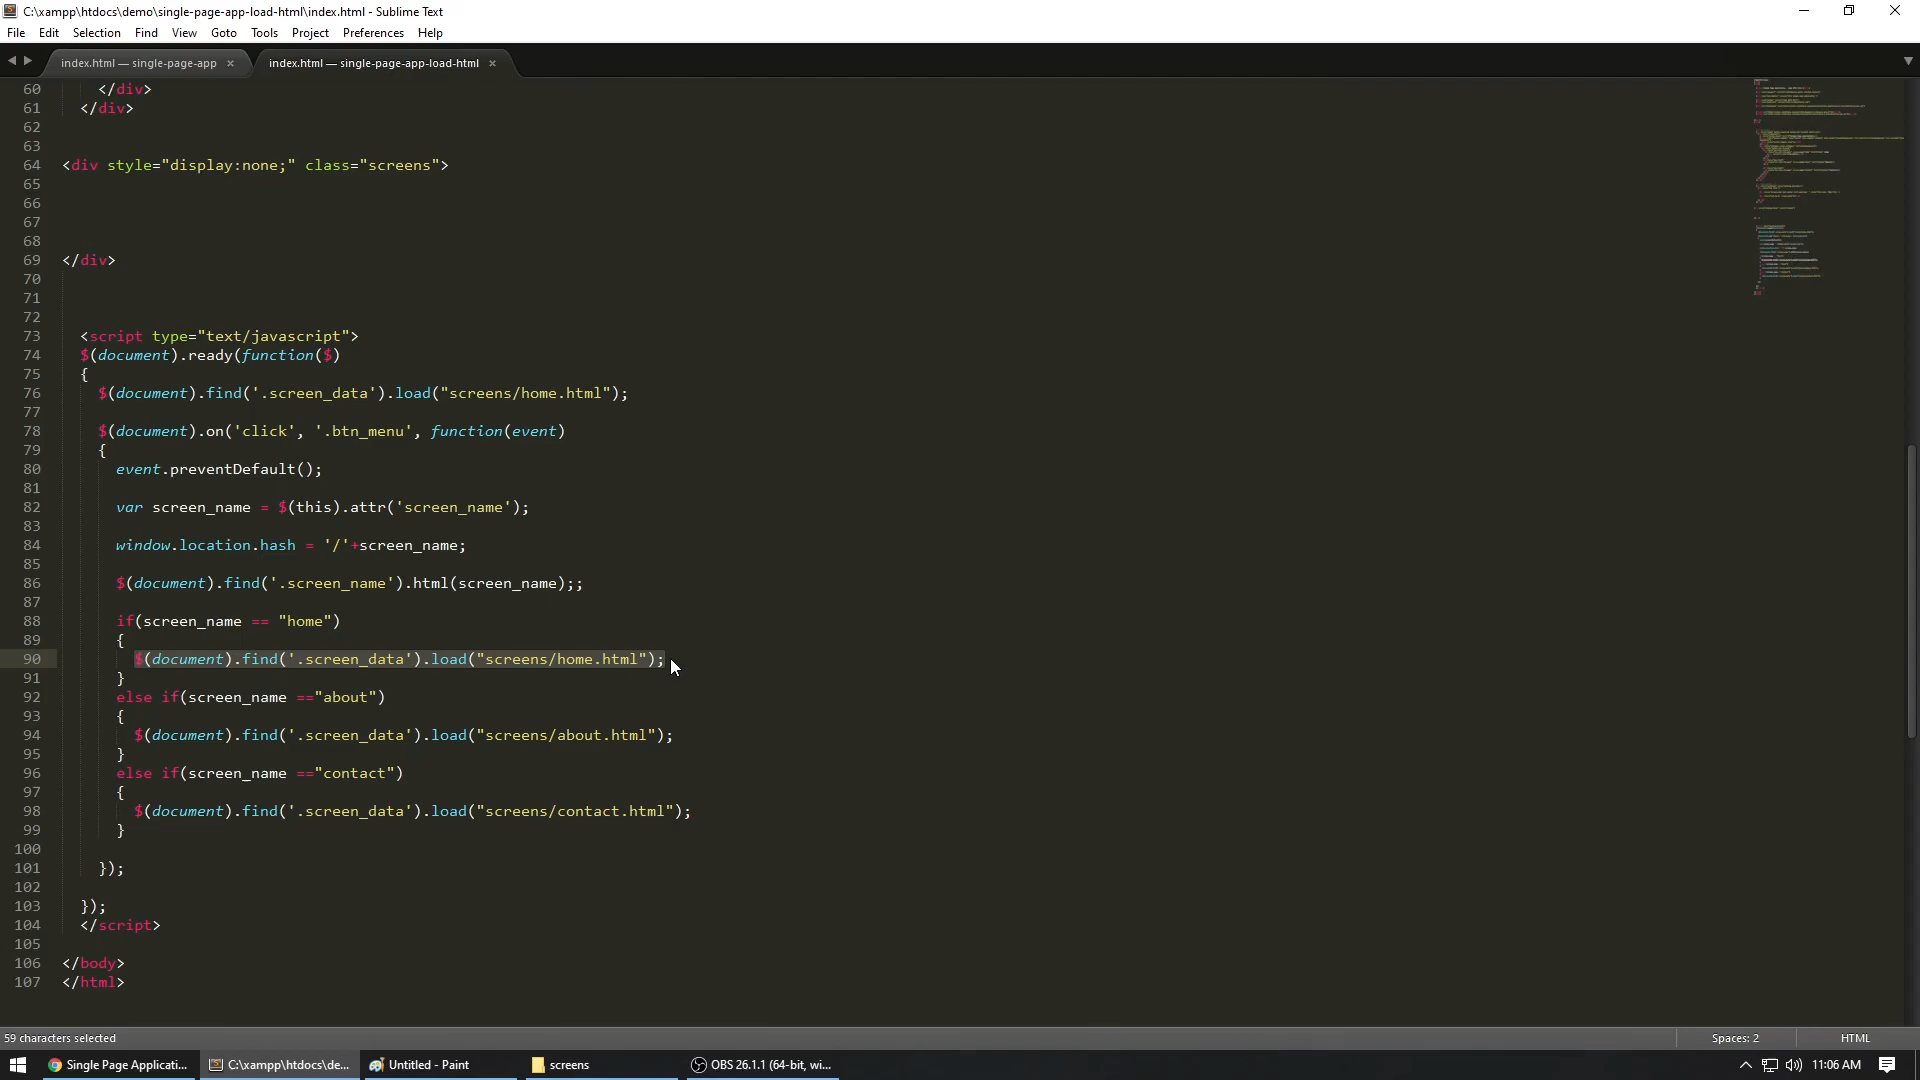 C:\xampp\htdocs\demo\single-page-app-load-html\index.html - Sublime Text
File Edit Selection Find View Goto Tools Project Preferences Help
index.html — single-page-app × index.html — single-page-app-load-html ×
60 </div>
61 </div>
62
63
64 <div style="display:none;" class="screens">
65
66
67
68
69 </div>
70
71
72
73 <script type="text/javascript">
74 $(document).ready(function($)
75 {
76 $(document).find('.screen_data').load("screens/home.html");
77
78 $(document).on('click', '.btn_menu', function(event)
79 {
80 event.preventDefault();
81
82 var screen_name = $(this).attr('screen_name');
83
84 window.location.hash = '/'+screen_name;
85
86 $(document).find('.screen_name').html(screen_name);;
87
88 if(screen_name == "home")
89 {
90 $(document).find('.screen_data').load("screens/home.html");
91 }
92 else if(screen_name =="about")
93 {
94 $(document).find('.screen_data').load("screens/about.html");
95 }
96 else if(screen_name =="contact")
97 {
98 $(document).find('.screen_data').load("screens/contact.html");
99 }
100
101 });
102
103 });
104 </script>
105
106 </body>
107 </html>
59 characters selected Spaces: 2 HTML
Single Page Applicati... C:\xampp\htdocs\de... Untitled - Paint screens OBS 26.1.1 (64-bit, wi... 11:06 AM